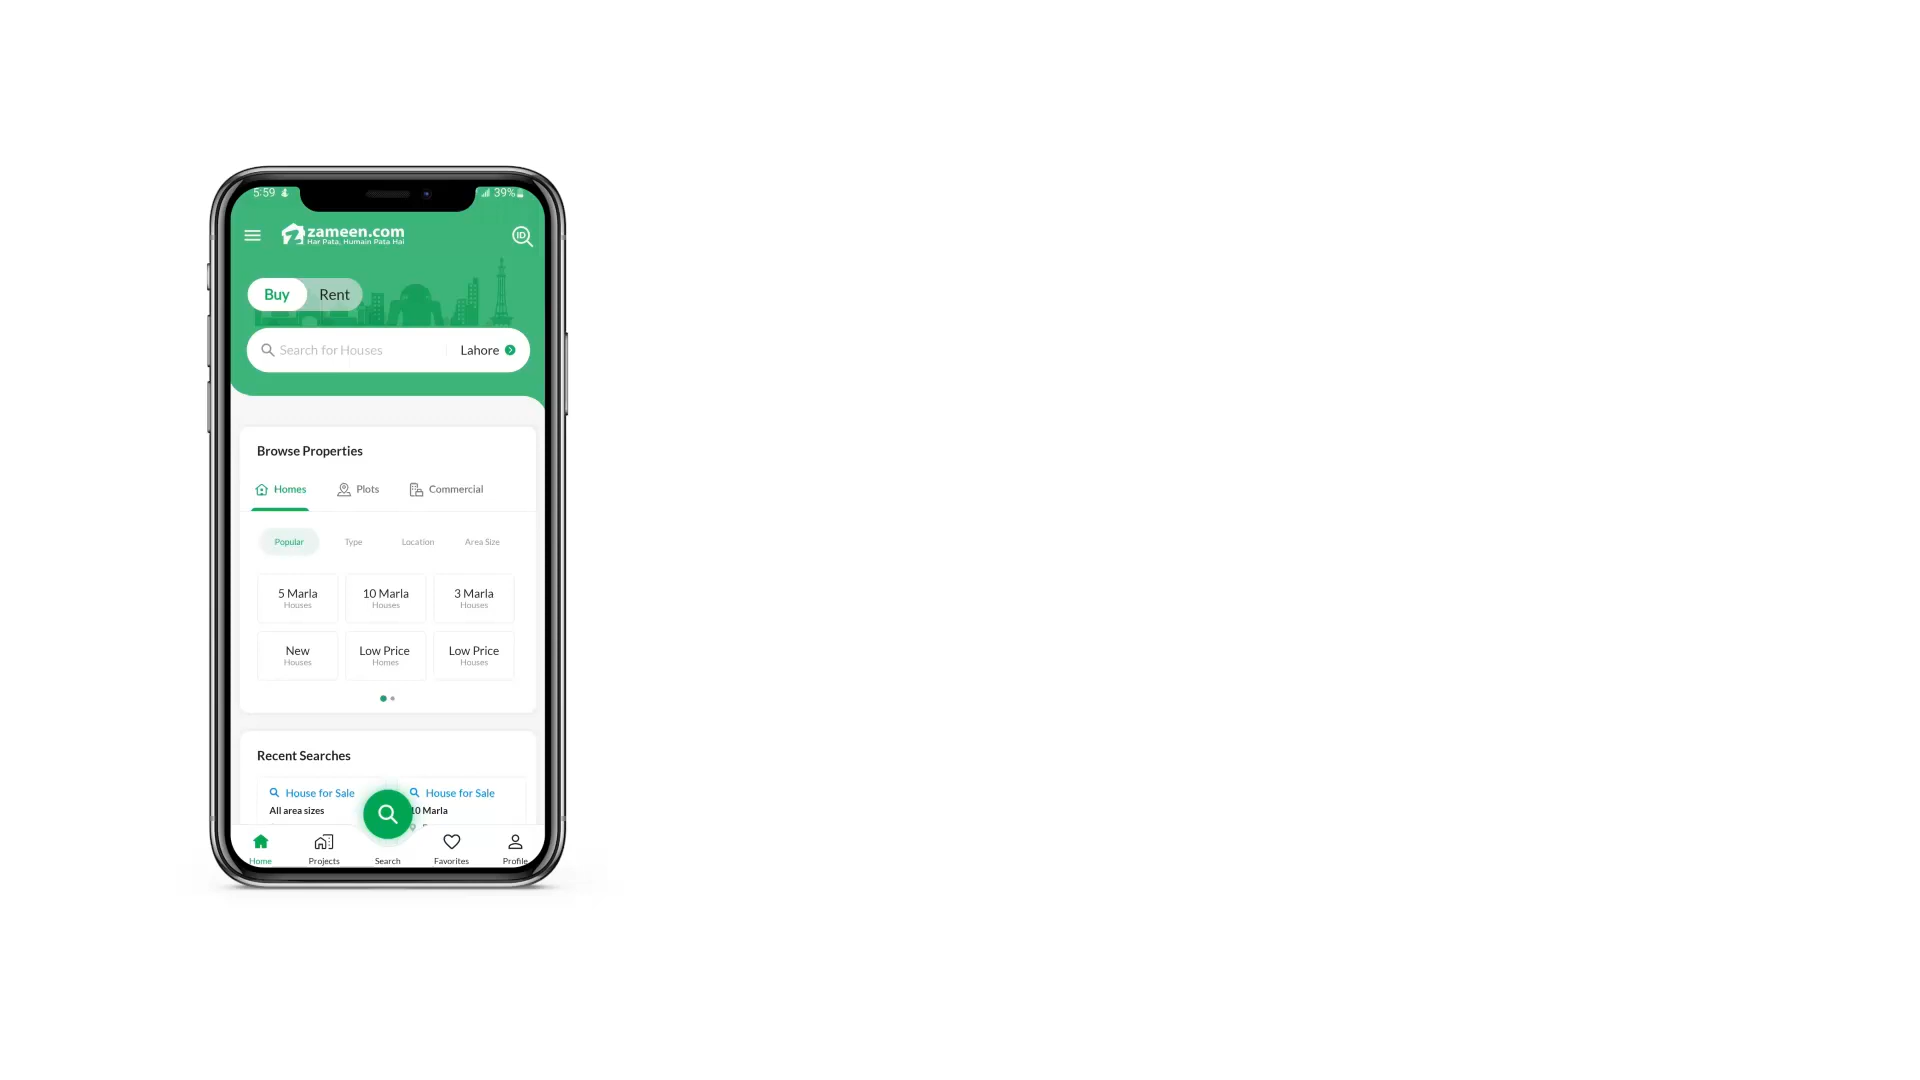 5:59
39%
zameen.com
Har Pata, Humain Pata Hai
ID
Buy
Rent
Search for Houses
Lahore
Browse Properties
Homes
Plots
Commercial
Popular
Type
Location
Area Size
5 Marla
Houses
10 Marla
Houses
3 Marla
Houses
New
Houses
Low Price
Homes
Low Price
Houses
Recent Searches
House for Sale
All area sizes
House for Sale
10 Marla
Home
Projects
Search
Favorites
Profile